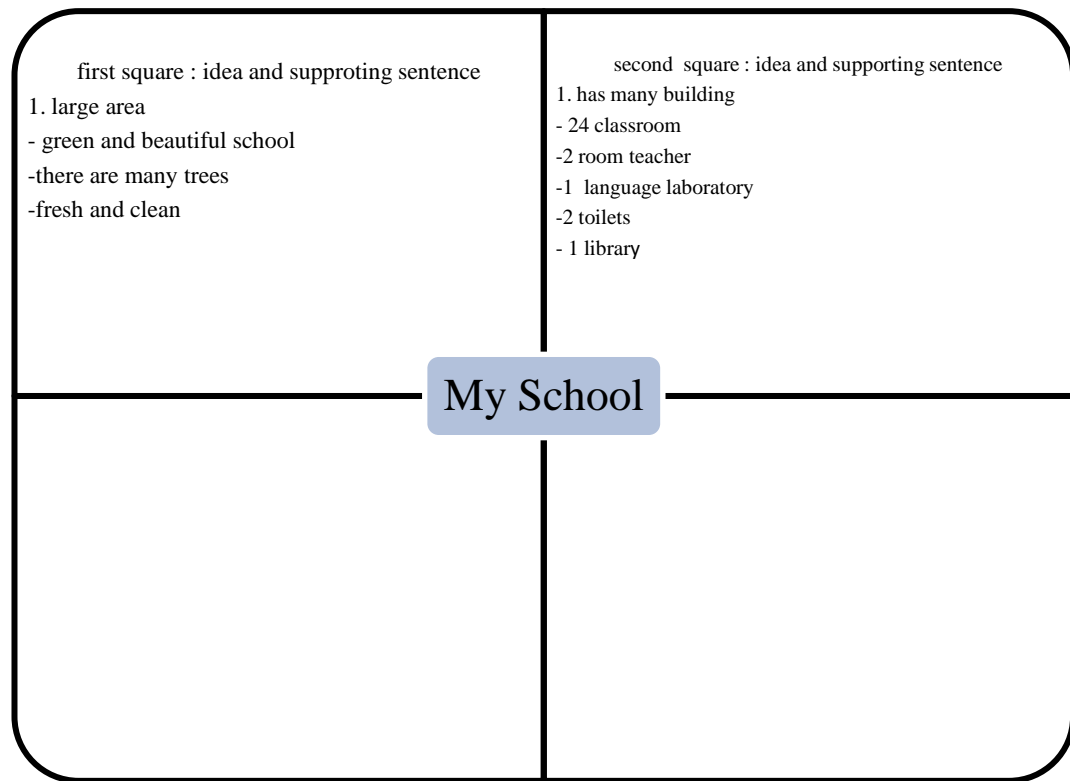 first square : idea and supproting sentence
1. large area
- green and beautiful school
-there are many trees
-fresh and clean
second square : idea and supporting sentence
1. has many building
- 24 classroom
-2 room teacher
-1 language laboratory
-2 toilets
- 1 library
My School